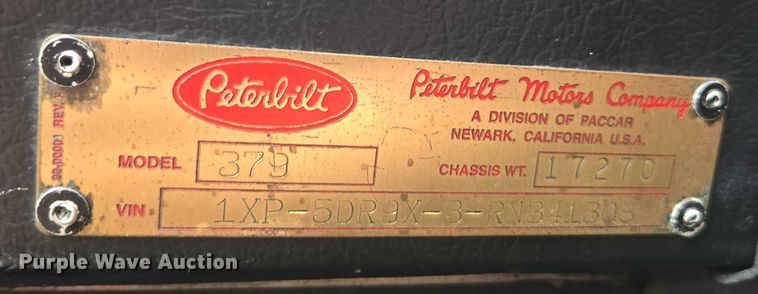 Peterbilt
Peterbilt Motors Company
A DIVISION OF PACCAR
NEWARK, CALIFORNIA U.S.A.
MODEL 379
CHASSIS WT. 17270
VIN 1XP-5DR9X-3-RN341303
Purple Wave Auction